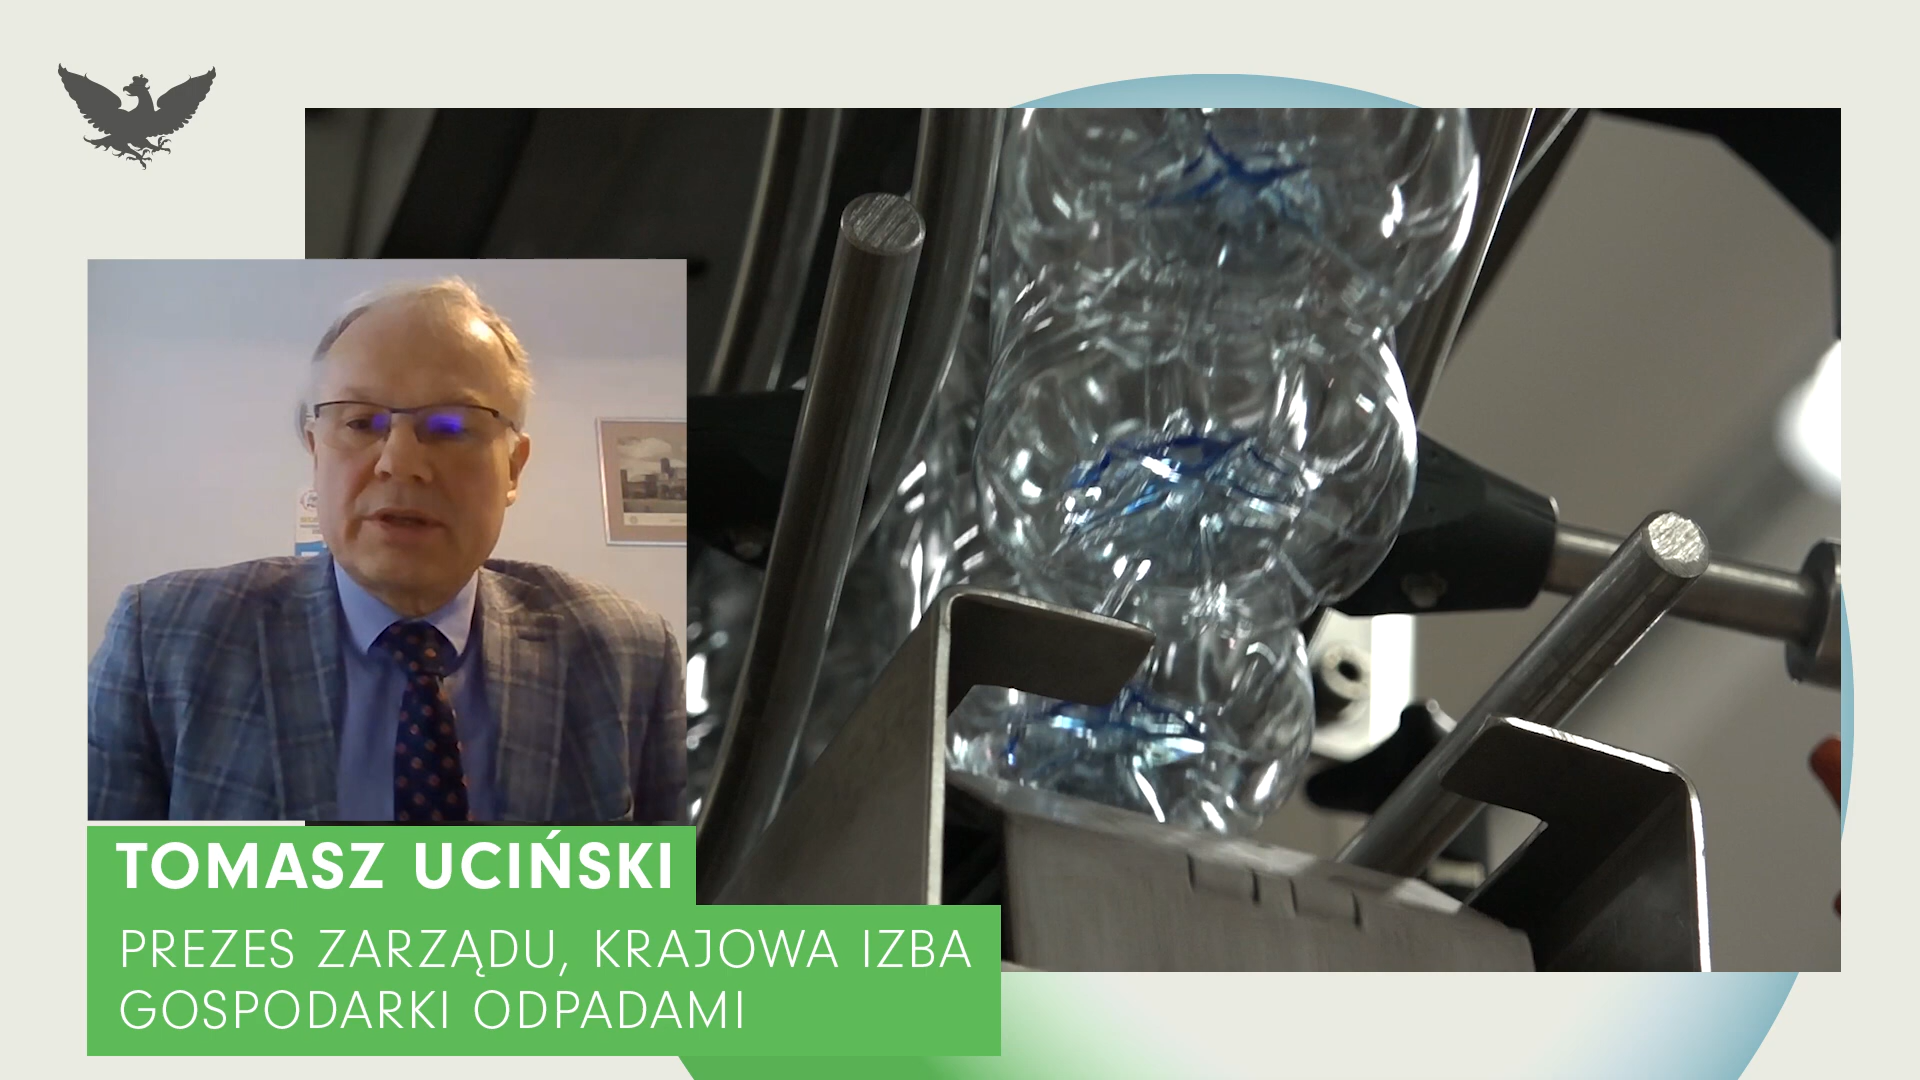 TOMASZ UCIŃSKI
PREZES ZARZĄDU, KRAJOWA IZBA
GOSPODARKI ODPADAMI